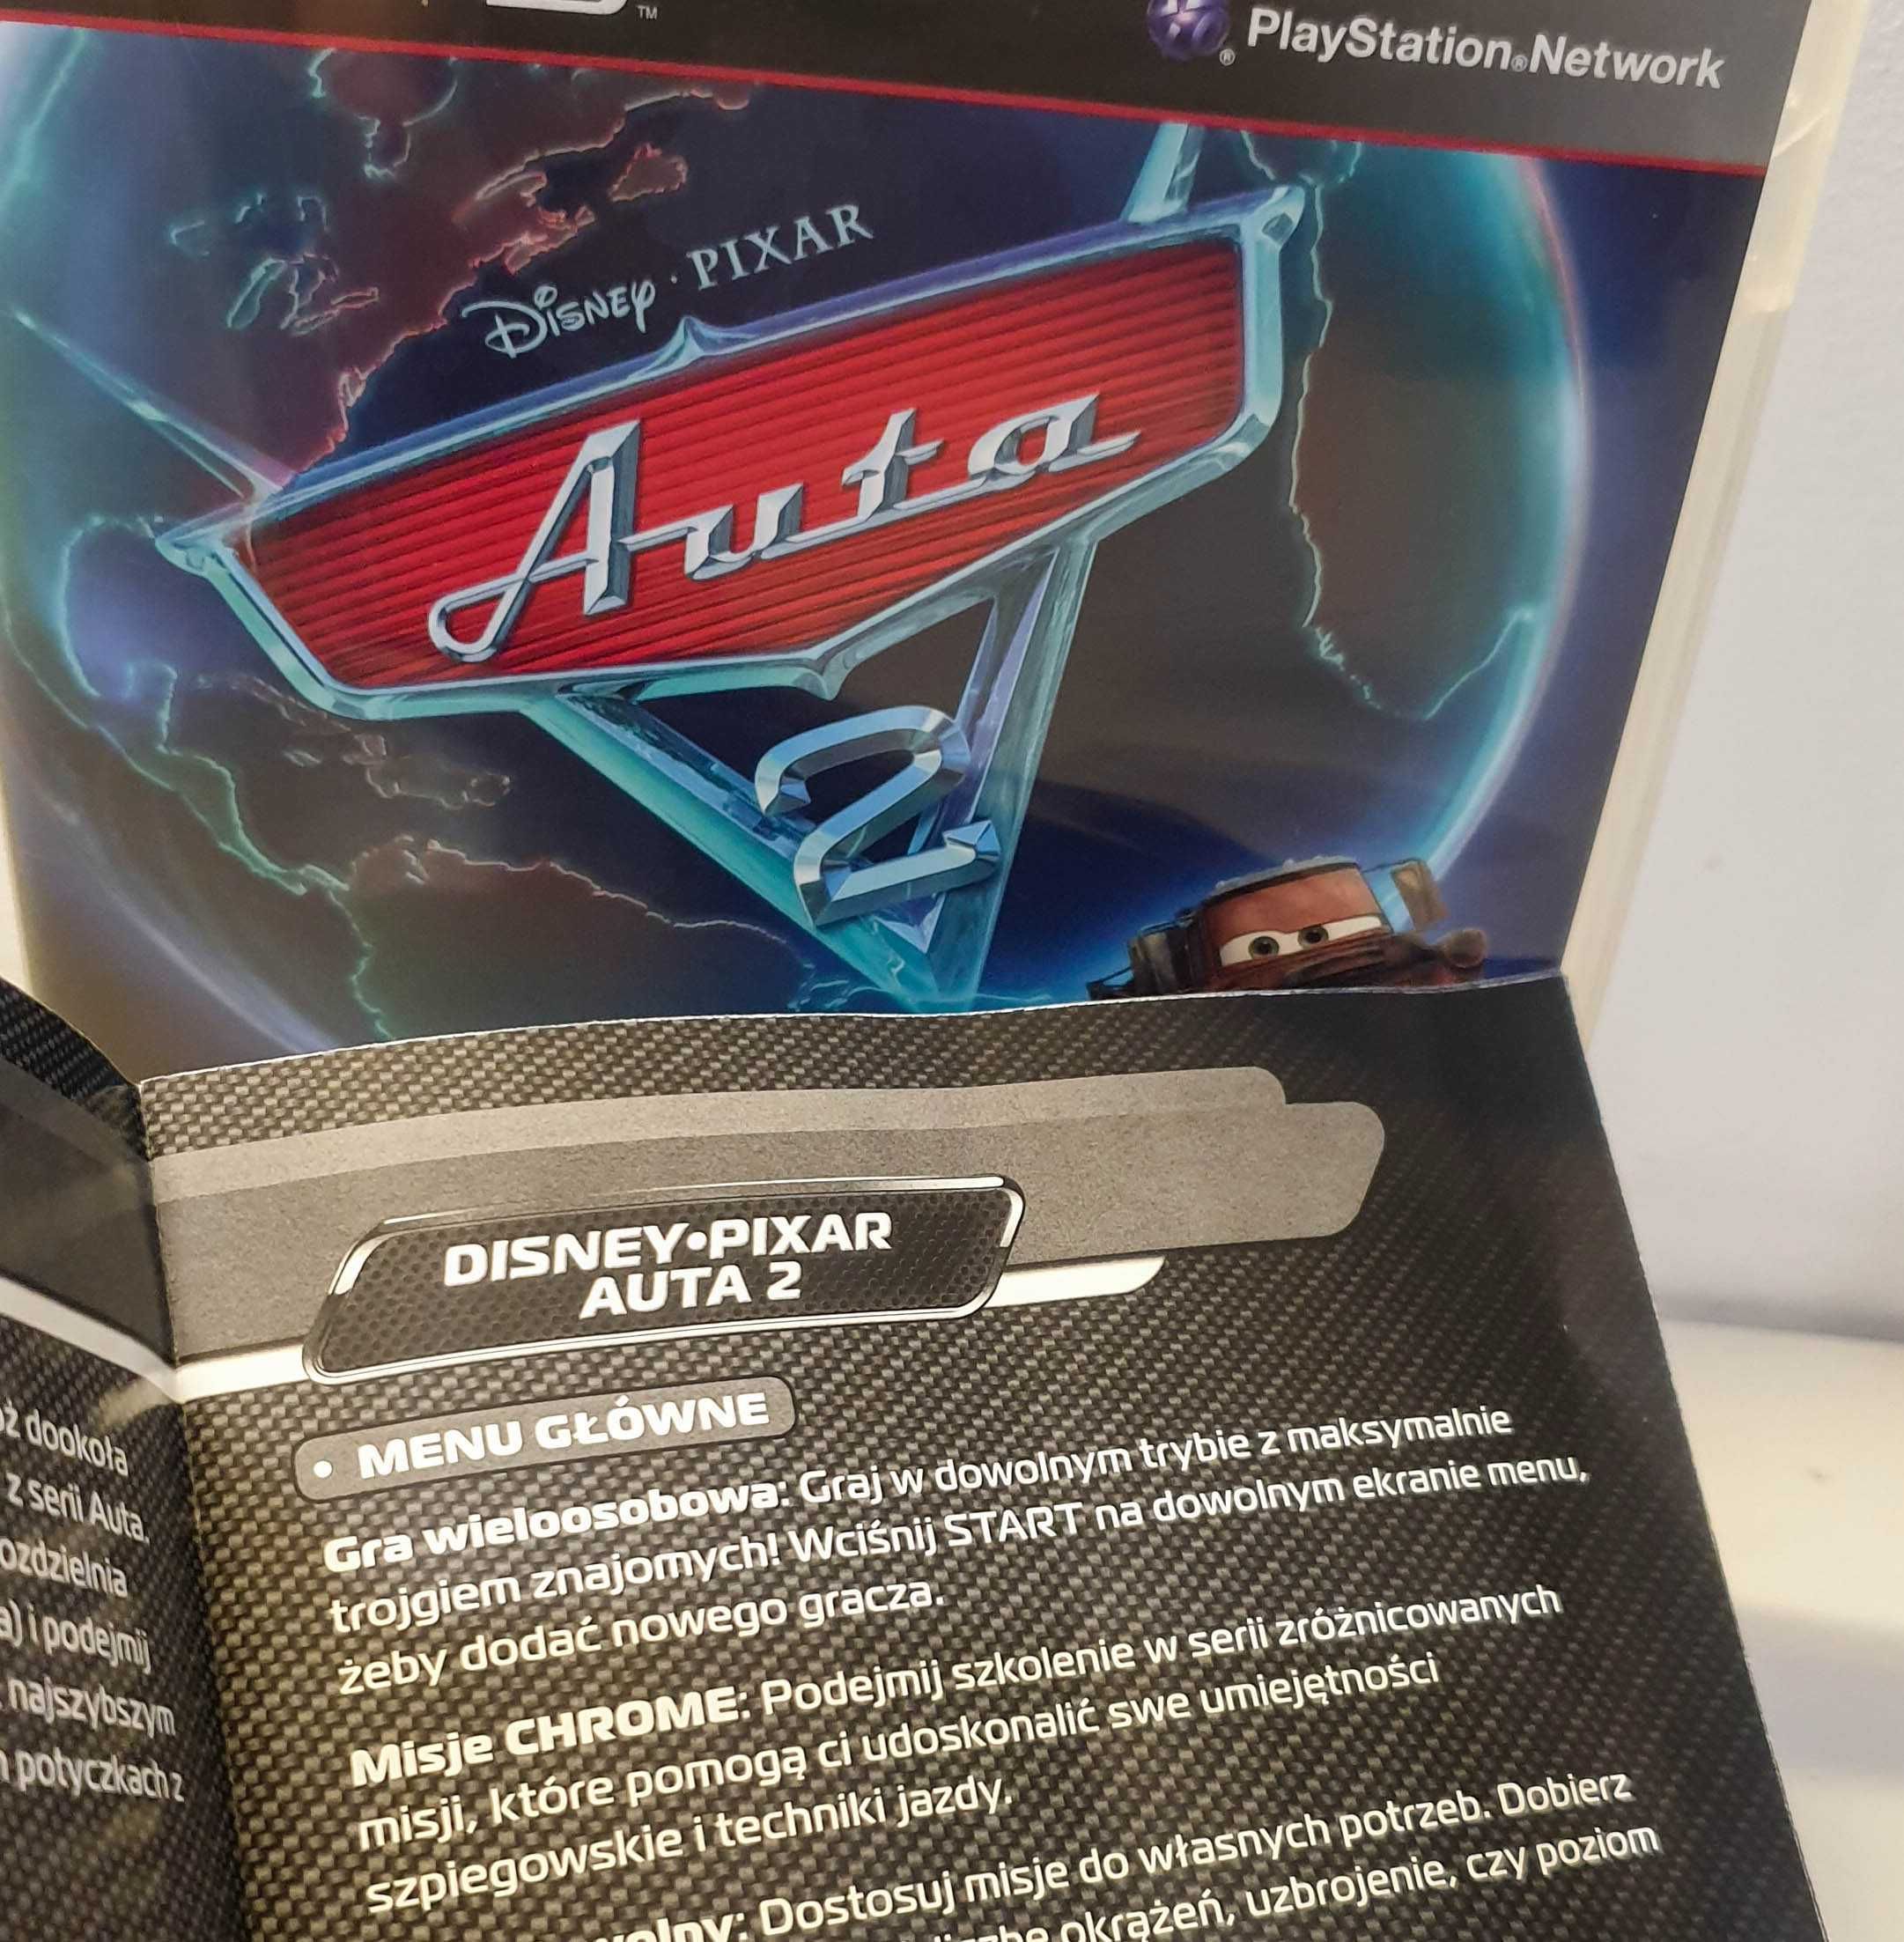 TM
PlayStation®Network
DISNEY · PIXAR
Auta
2
DISNEY•PIXAR
AUTA 2
• MENU GŁÓWNE
Gra wieloosobowa: Graj w dowolnym trybie z maksymalnie
trojgiem znajomych! Wciśnij START na dowolnym ekranie menu,
żeby dodać nowego gracza.
Misje CHROME: Podejmij szkolenie w serii zróżnicowanych
misji, które pomogą ci udoskonalić swe umiejętności
szpiegowskie i techniki jazdy.
Dostosuj misje do własnych potrzeb. Dobierz
okrążeń, uzbrojenie, czy poziom
dookoła
z serii Auta.
i podejmij
najszybszym
potyczkach z